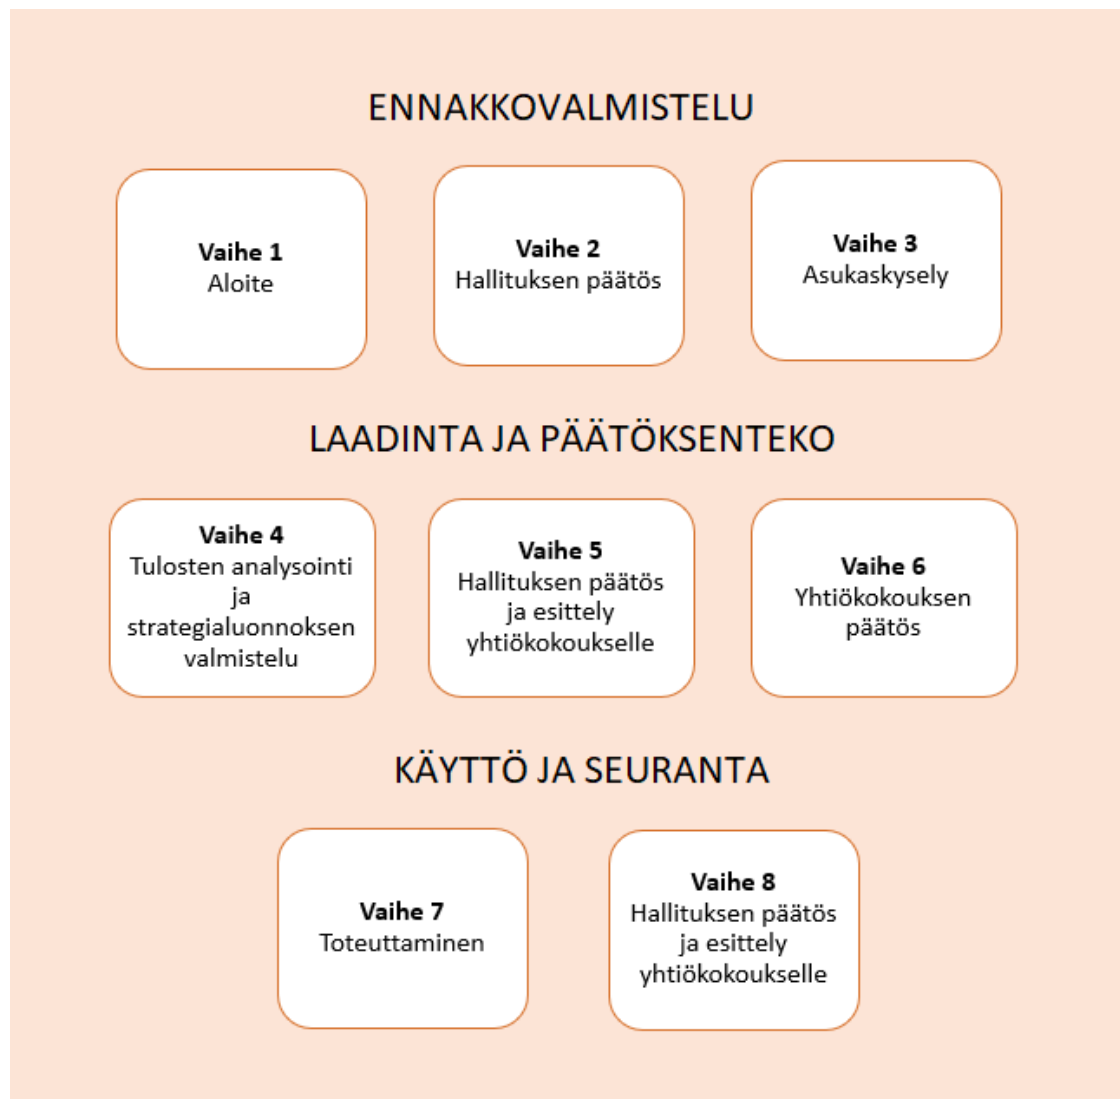 ENNAKKOVALMISTELU
Vaihe 1
Aloite
Vaihe 2
Hallituksen päätös
Vaihe 3
Asukaskysely
LAADINTA JA PÄÄTÖKSENTEKO
Vaihe 4
Tulosten analysointi
ja
strategialuonnoksen
valmistelu
Vaihe 5
Hallituksen päätös
ja esittely
yhtiökokoukselle
Vaihe 6
Yhtiökokouksen
päätös
KÄYTTÖ JA SEURANTA
Vaihe 7
Toteuttaminen
Vaihe 8
Hallituksen päätös
ja esittely
yhtiökokoukselle